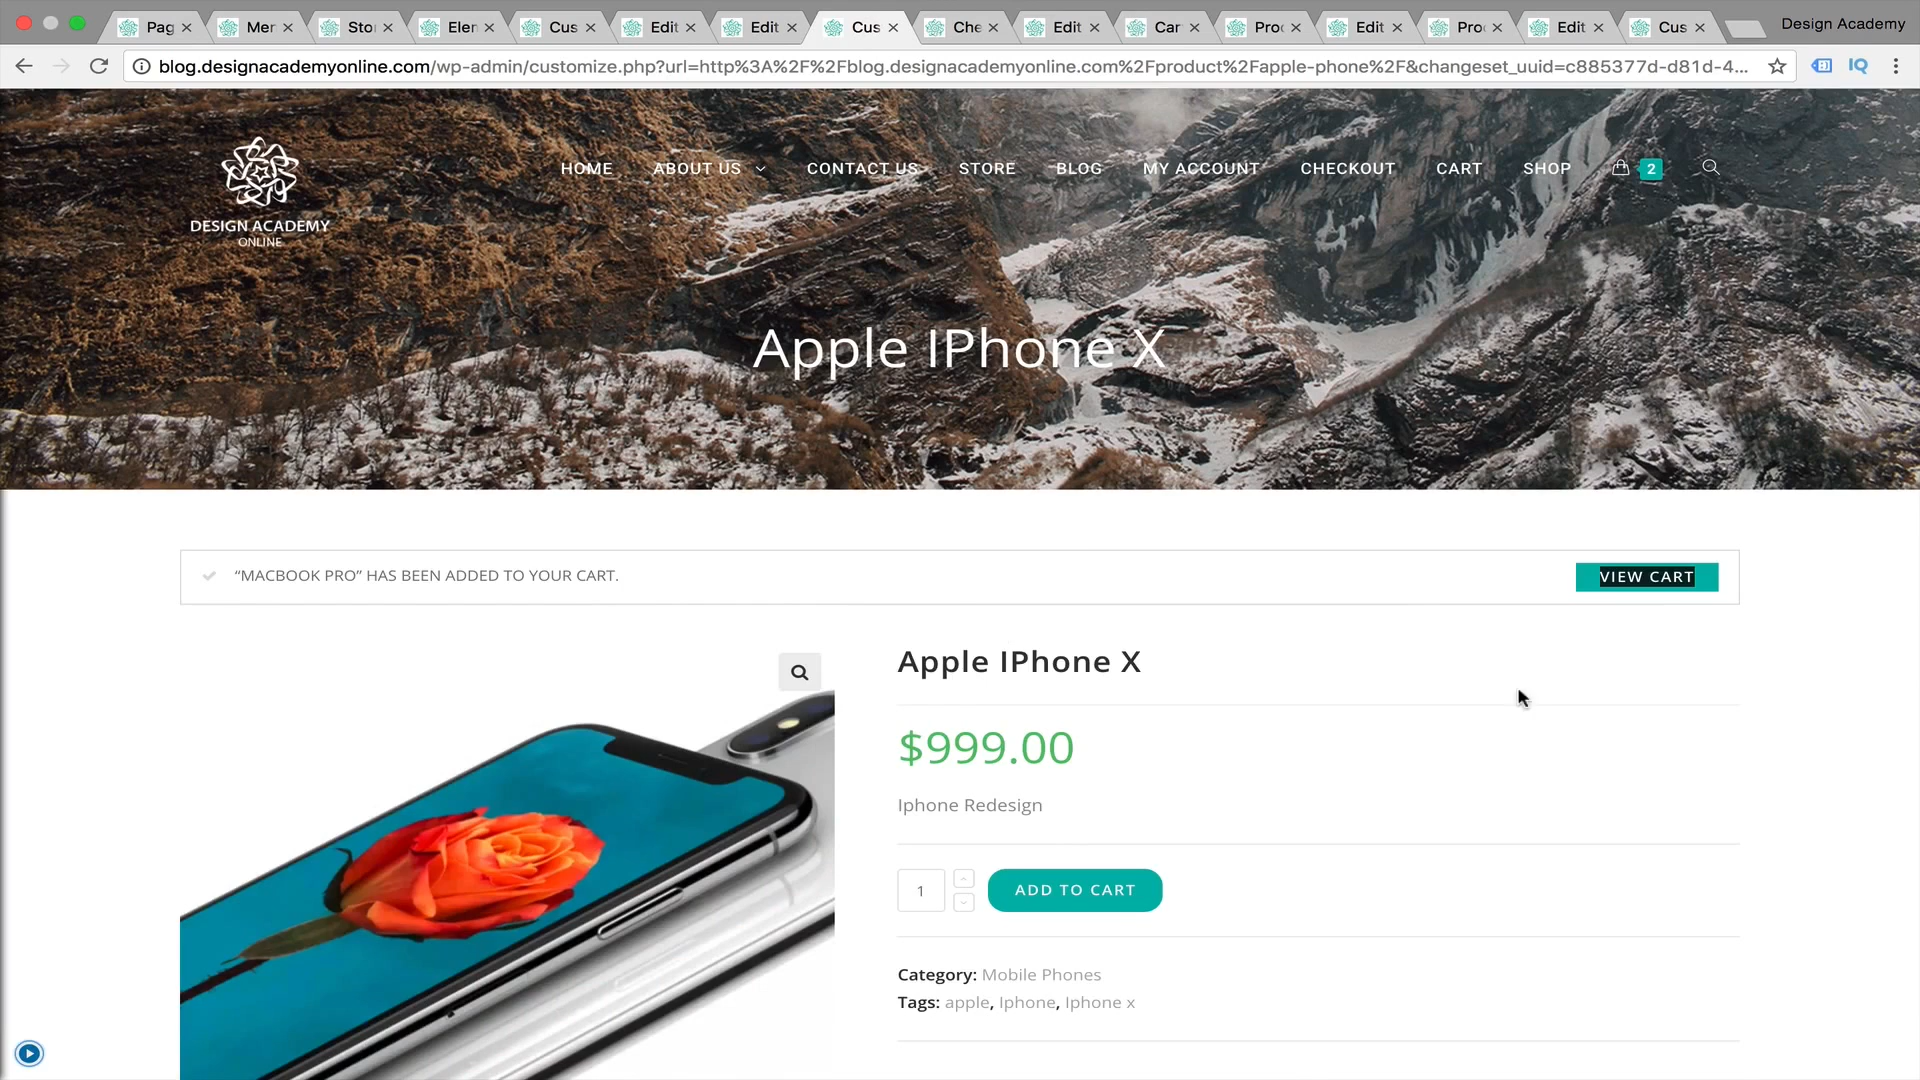 Pag
Mer
Sto
Eler
Cus
Edit
Edit
Cus
Che
Edit
Car
Pro
Edit
Pro
Edit
Cus
Design Academy
blog.designacademyonline.com/wp-admin/customize.php?url=http%3A%2F%2Fblog.designacademyonline.com%2Fproduct%2Fapple-phone%2F&changeset_uuid=c885377d-d81d-4...
IQ
DESIGN ACADEMY
ONLINE
HOME ABOUT US CONTACT US STORE BLOG MY ACCOUNT CHECKOUT CART SHOP 2
Apple IPhone X
“MACBOOK PRO” HAS BEEN ADDED TO YOUR CART.
VIEW CART
Apple IPhone X
$999.00
Iphone Redesign
1
ADD TO CART
Category: Mobile Phones
Tags: apple, Iphone, Iphone x